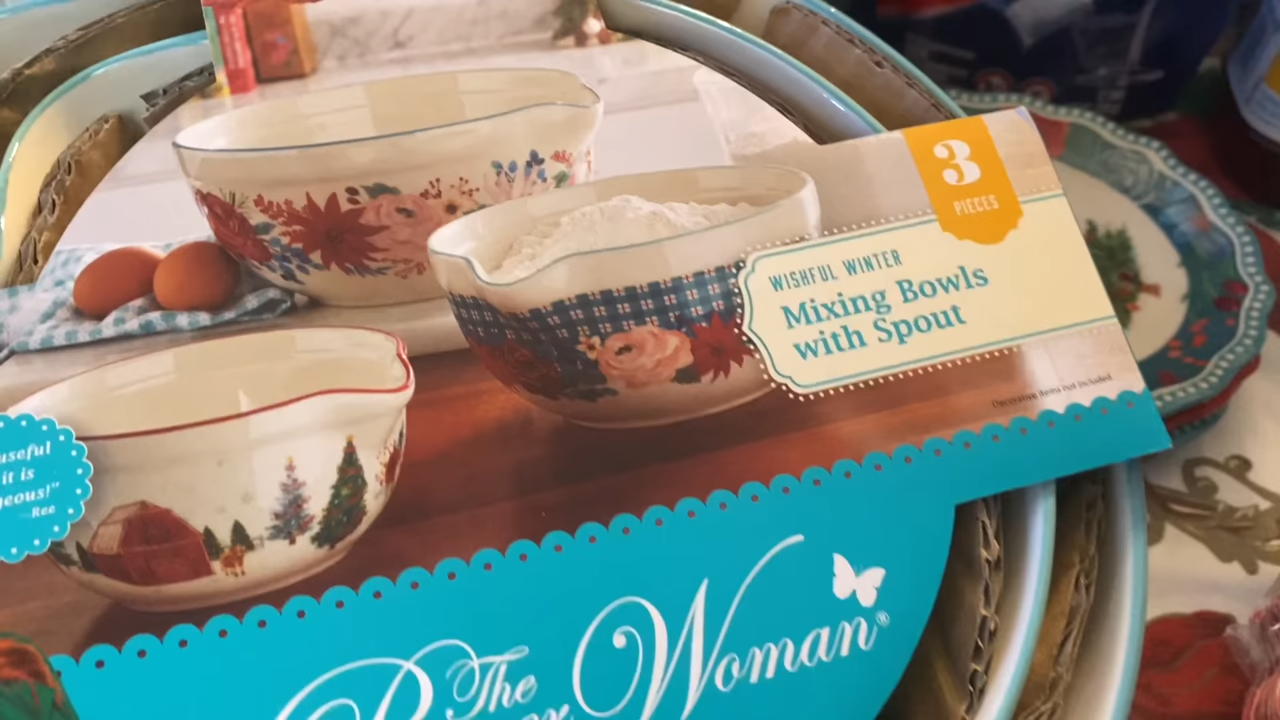 3
PIECES
WISHFUL WINTER
Mixing Bowls
with Spout
Decorative items not included
useful
it is
"
-Ree
The
Woman®